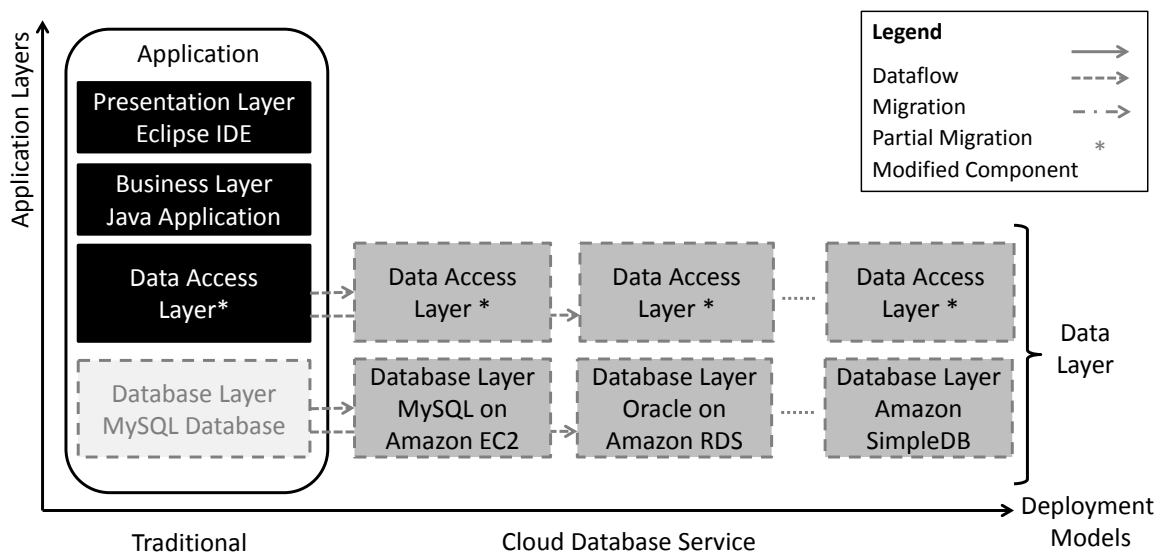 Application Layers
Application
Presentation Layer
Eclipse IDE
Business Layer
Java Application
Data Access
Layer*
Database Layer
MySQL Database
Data Access
Layer *
Database Layer
MySQL on
Amazon EC2
Data Access
Layer *
Database Layer
Oracle on
Amazon RDS
Data Access
Layer *
Database Layer
Amazon
SimpleDB
Data
Layer
Legend
Dataflow
Migration
Partial Migration
*
Modified Component
Traditional
Cloud Database Service
Deployment
Models